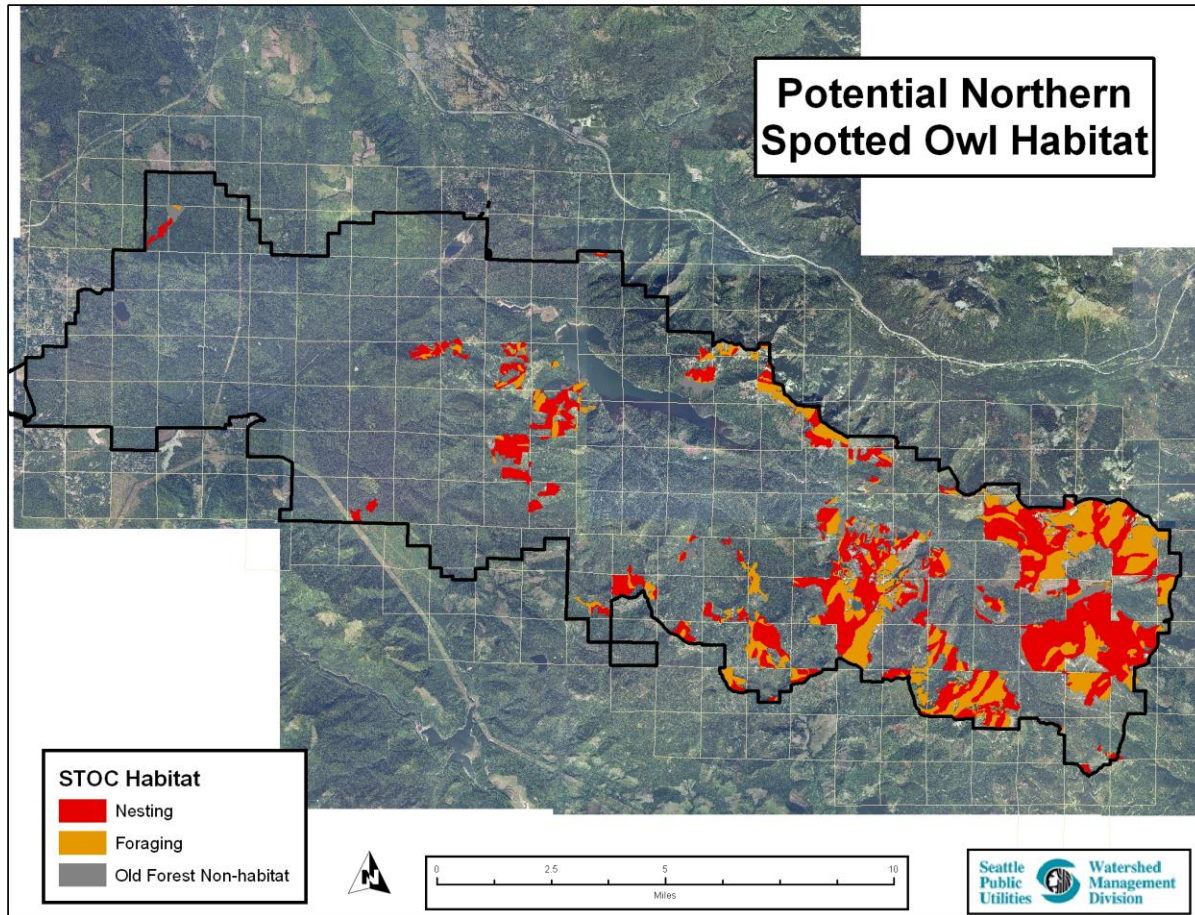 Potential Northern
Spotted Owl Habitat
STOC Habitat
Nesting
Foraging
Old Forest Non-habitat
N
0 2.5 5 10
Miles
Seattle
Public
Utilities
Watershed
Management
Division